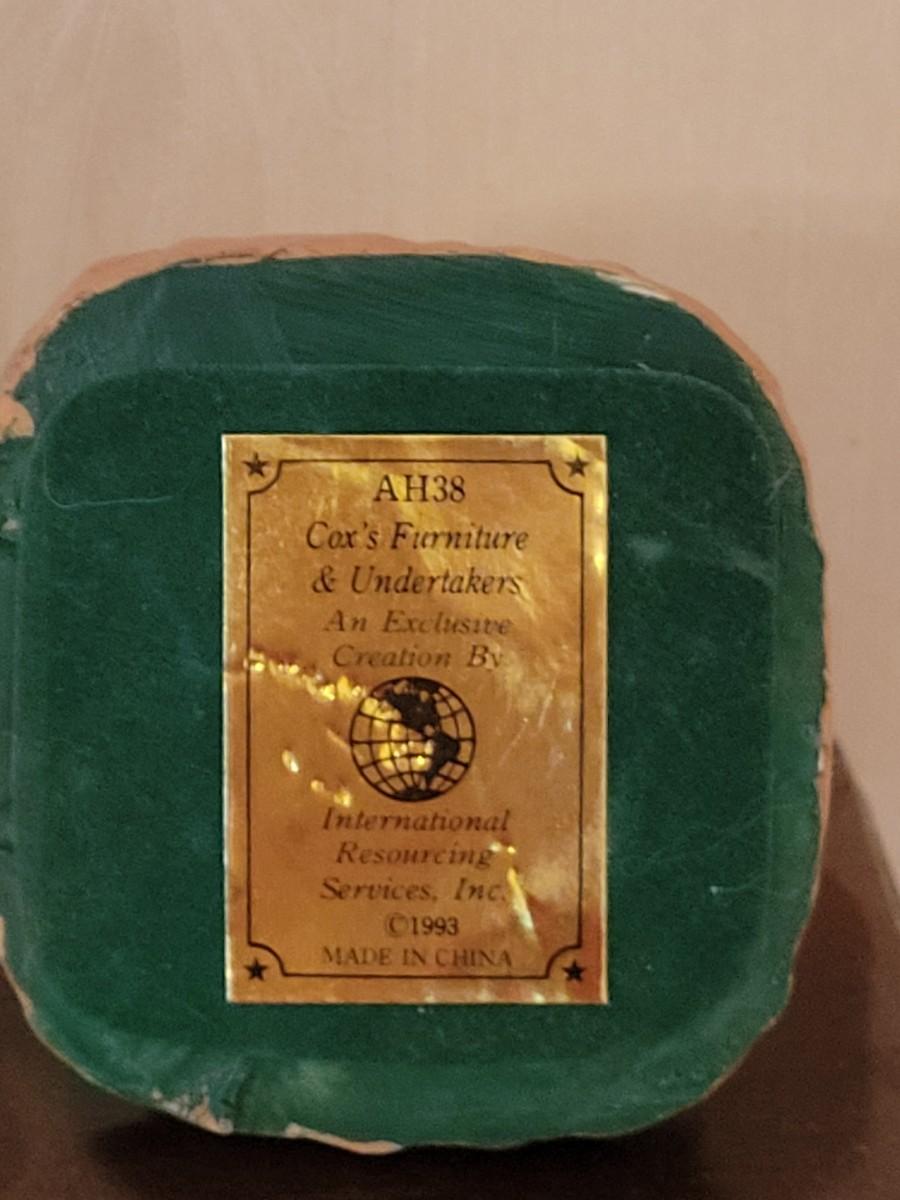 AH38
Cox's Furniture
& Undertakers
An Exclusive
Creation By
International
Resourcing
Services, Inc.
©1993
MADE IN CHINA